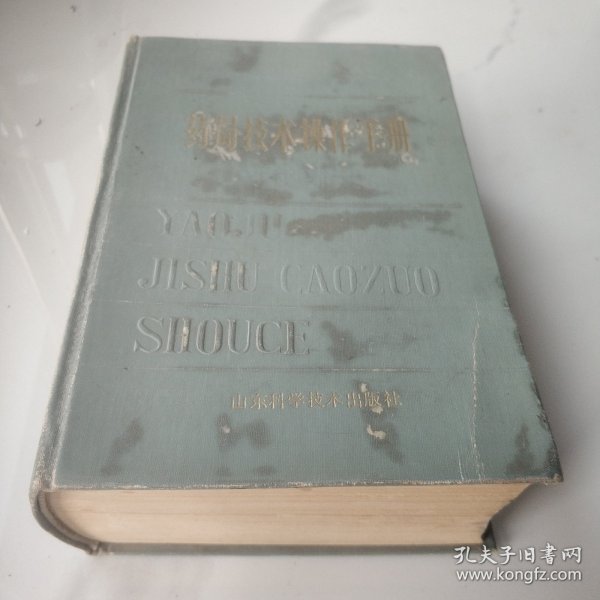 药剂技术操作手册
YAOJI
JISHU CAOZUO
SHOUCE
山东科学技术出版社
孔夫子旧书网
www.kongfz.com